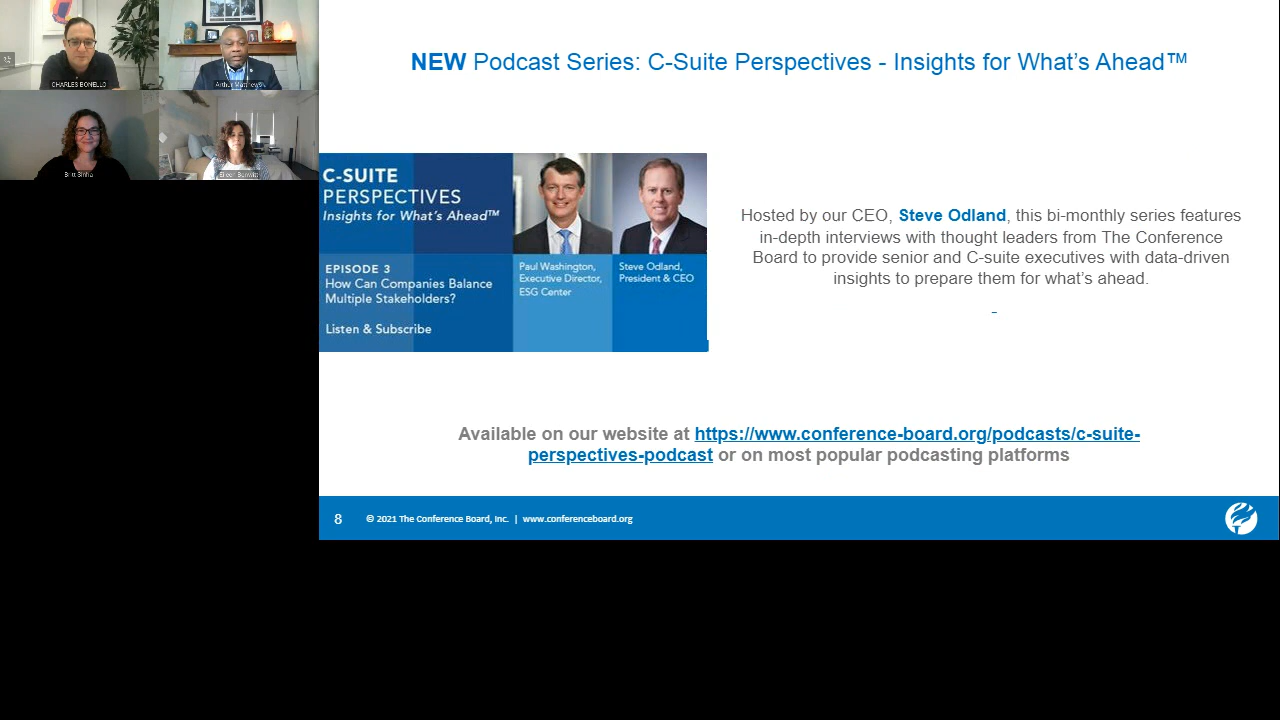 CHARLES BONELLO
Arthur Matthews
Britt Sinha
NEW Podcast Series: C-Suite Perspectives - Insights for What’s Ahead™
C-SUITE
PERSPECTIVES
Insights for What's Ahead™
EPISODE 3
How Can Companies Balance
Multiple Stakeholders?
Listen & Subscribe
Paul Washington,
Executive Director,
ESG Center
Steve Odland,
President & CEO
Hosted by our CEO, Steve Odland, this bi-monthly series features
in-depth interviews with thought leaders from The Conference
Board to provide senior and C-suite executives with data-driven
insights to prepare them for what’s ahead.
Available on our website at https://www.conference-board.org/podcasts/c-suite-
perspectives-podcast or on most popular podcasting platforms
8
© 2021 The Conference Board, Inc. | www.conferenceboard.org